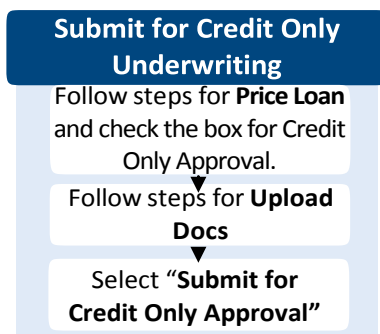 Submit for Credit Only
Underwriting
Follow steps for Price Loan
and check the box for Credit
Only Approval.
Follow steps for Upload
Docs
Select “Submit for
Credit Only Approval”